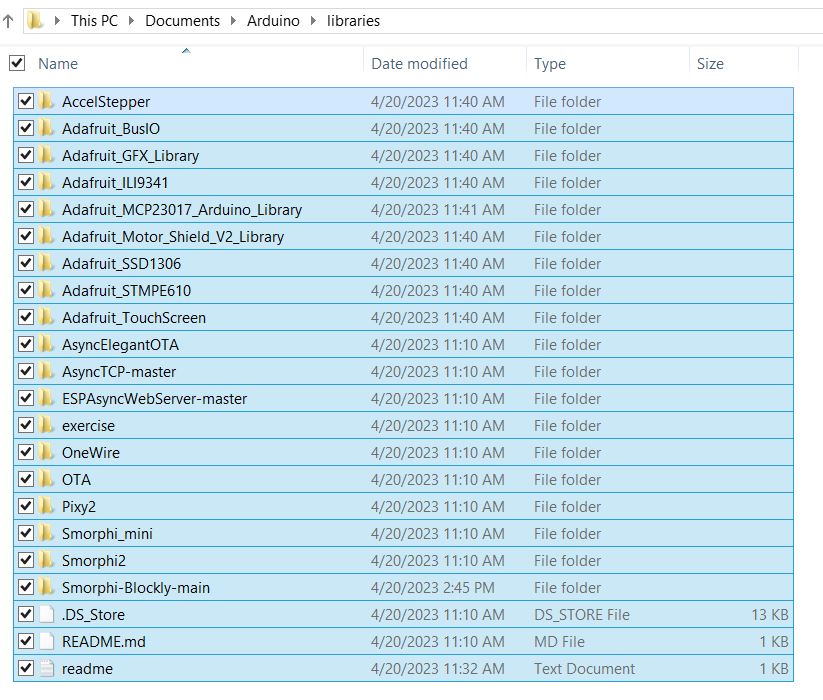 This PC Documents Arduino libraries
Name Date modified Type Size
AccelStepper 4/20/2023 11:40 AM File folder
Adafruit_BusIO 4/20/2023 11:40 AM File folder
Adafruit_GFX_Library 4/20/2023 11:40 AM File folder
Adafruit_ILI9341 4/20/2023 11:40 AM File folder
Adafruit_MCP23017_Arduino_Library 4/20/2023 11:41 AM File folder
Adafruit_Motor_Shield_V2_Library 4/20/2023 11:40 AM File folder
Adafruit_SSD1306 4/20/2023 11:40 AM File folder
Adafruit_STMPE610 4/20/2023 11:40 AM File folder
Adafruit_TouchScreen 4/20/2023 11:40 AM File folder
AsyncElegantOTA 4/20/2023 11:10 AM File folder
AsyncTCP-master 4/20/2023 11:10 AM File folder
ESPAsyncWebServer-master 4/20/2023 11:10 AM File folder
exercise 4/20/2023 11:10 AM File folder
OneWire 4/20/2023 11:10 AM File folder
OTA 4/20/2023 11:10 AM File folder
Pixy2 4/20/2023 11:10 AM File folder
Smorphi_mini 4/20/2023 11:10 AM File folder
Smorphi2 4/20/2023 11:10 AM File folder
Smorphi-Blockly-main 4/20/2023 2:45 PM File folder
.DS_Store 4/20/2023 11:10 AM DS_STORE File 13 KB
README.md 4/20/2023 11:10 AM MD File 1 KB
readme 4/20/2023 11:32 AM Text Document 1 KB